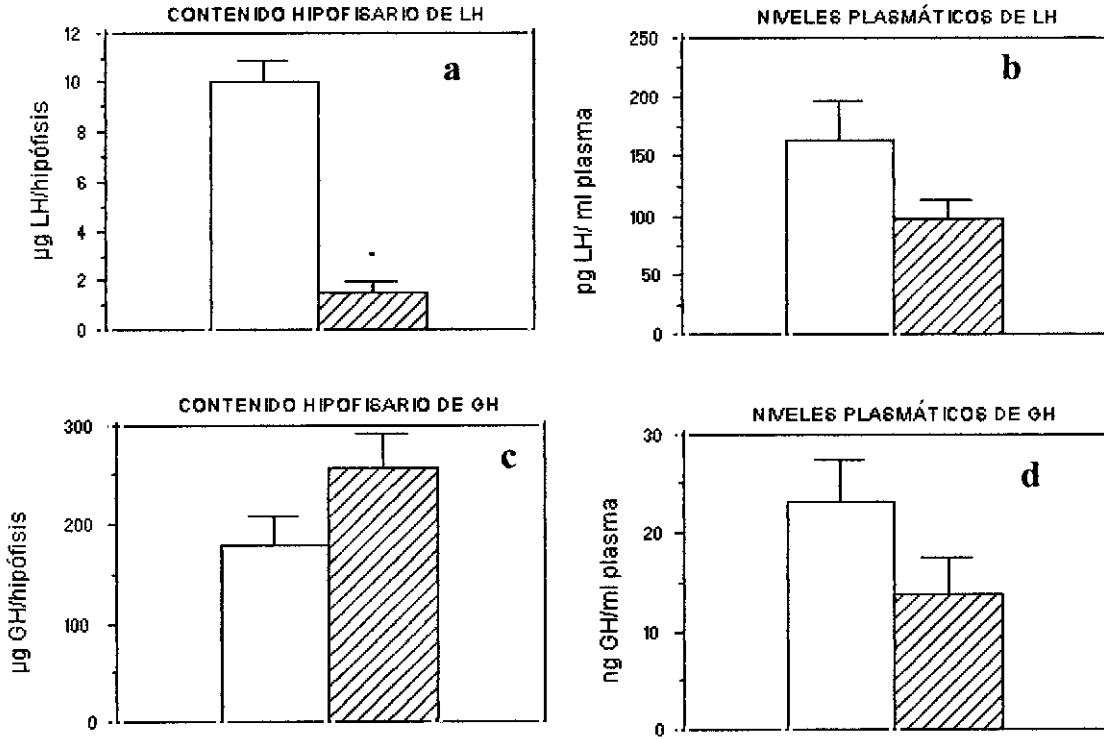 CONTENIDO HIPOFISARIO DE LH
a
µg LH/hipófisis
12
10
8
6
4
2
0
NIVELES PLASMÁTICOS DE LH
b
pg LH/ ml plasma
250
200
150
100
50
0
CONTENIDO HIPOFISARIO DE GH
c
µg GH/hipófisis
300
200
100
0
NIVELES PLASMÁTICOS DE GH
d
ng GH/ml plasma
30
20
10
0